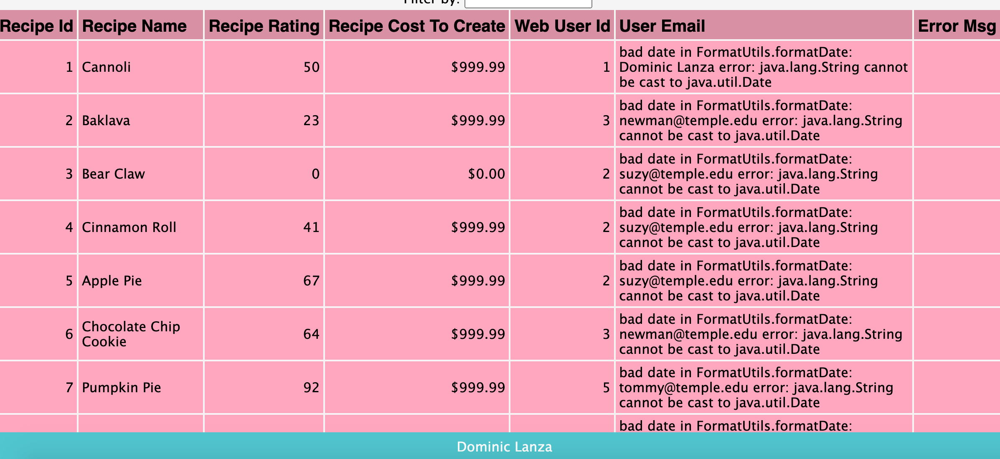 Filter by:
Recipe Id Recipe Name Recipe Rating Recipe Cost To Create Web User Id User Email Error Msg
1 Cannoli 50 $999.99 1 bad date in FormatUtils.formatDate:
Dominic Lanza error: java.lang.String cannot
be cast to java.util.Date
2 Baklava 23 $999.99 3 bad date in FormatUtils.formatDate:
newman@temple.edu error: java.lang.String
cannot be cast to java.util.Date
3 Bear Claw 0 $0.00 2 bad date in FormatUtils.formatDate:
suzy@temple.edu error: java.lang.String
cannot be cast to java.util.Date
4 Cinnamon Roll 41 $999.99 2 bad date in FormatUtils.formatDate:
suzy@temple.edu error: java.lang.String
cannot be cast to java.util.Date
5 Apple Pie 67 $999.99 2 bad date in FormatUtils.formatDate:
suzy@temple.edu error: java.lang.String
cannot be cast to java.util.Date
6 Chocolate Chip
Cookie 64 $999.99 3 bad date in FormatUtils.formatDate:
newman@temple.edu error: java.lang.String
cannot be cast to java.util.Date
7 Pumpkin Pie 92 $999.99 5 bad date in FormatUtils.formatDate:
tommy@temple.edu error: java.lang.String
cannot be cast to java.util.Date
bad date in FormatUtils.formatDate:
Dominic Lanza